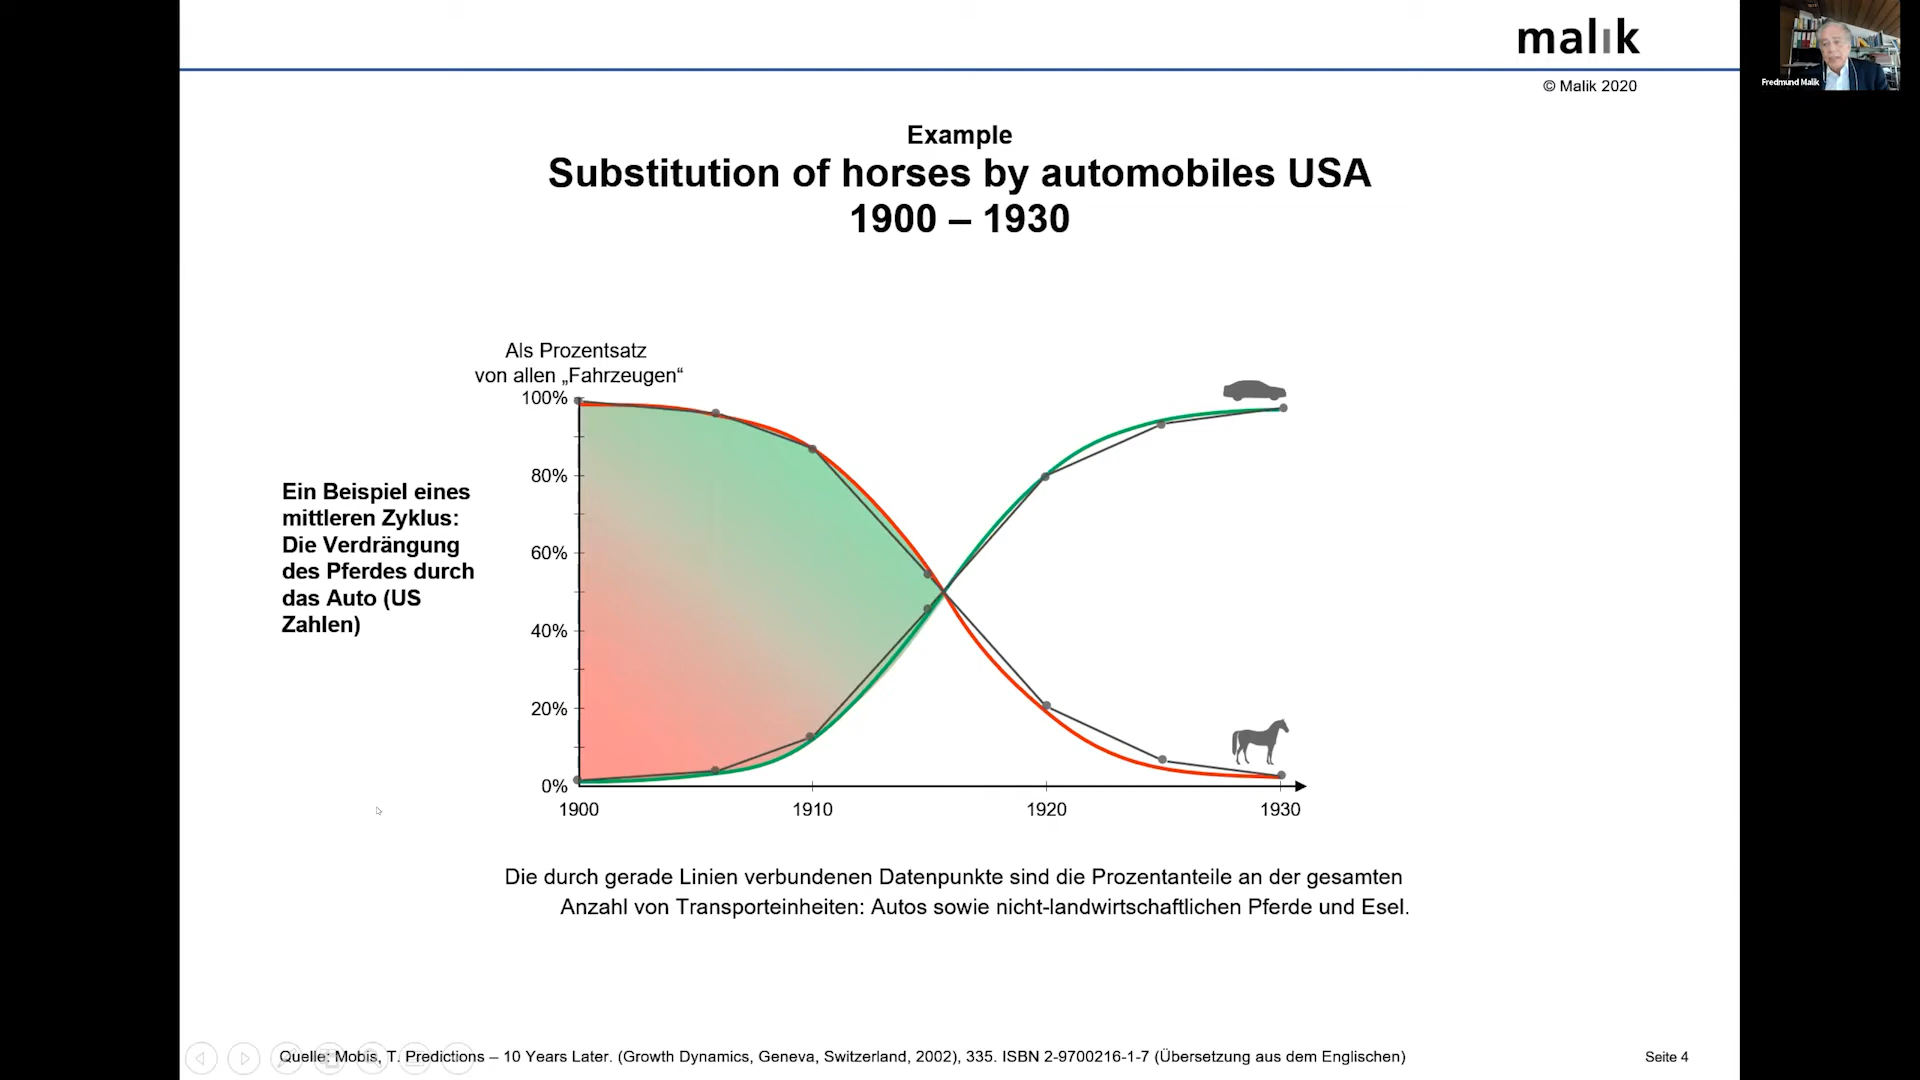 malik
© Malik 2020
Fredmund Malik
Example
Substitution of horses by automobiles USA
1900 – 1930
Als Prozentsatz
von allen „Fahrzeugen“
100%
80%
60%
40%
20%
0%
1900
1910
1920
1930
Ein Beispiel eines
mittleren Zyklus:
Die Verdrängung
des Pferdes durch
das Auto (US
Zahlen)
Die durch gerade Linien verbundenen Datenpunkte sind die Prozentanteile an der gesamten
Anzahl von Transporteinheiten: Autos sowie nicht-landwirtschaftlichen Pferde und Esel.
Quelle: Mobis, T. Predictions – 10 Years Later. (Growth Dynamics, Geneva, Switzerland, 2002), 335. ISBN 2-9700216-1-7 (Übersetzung aus dem Englischen)
Seite 4